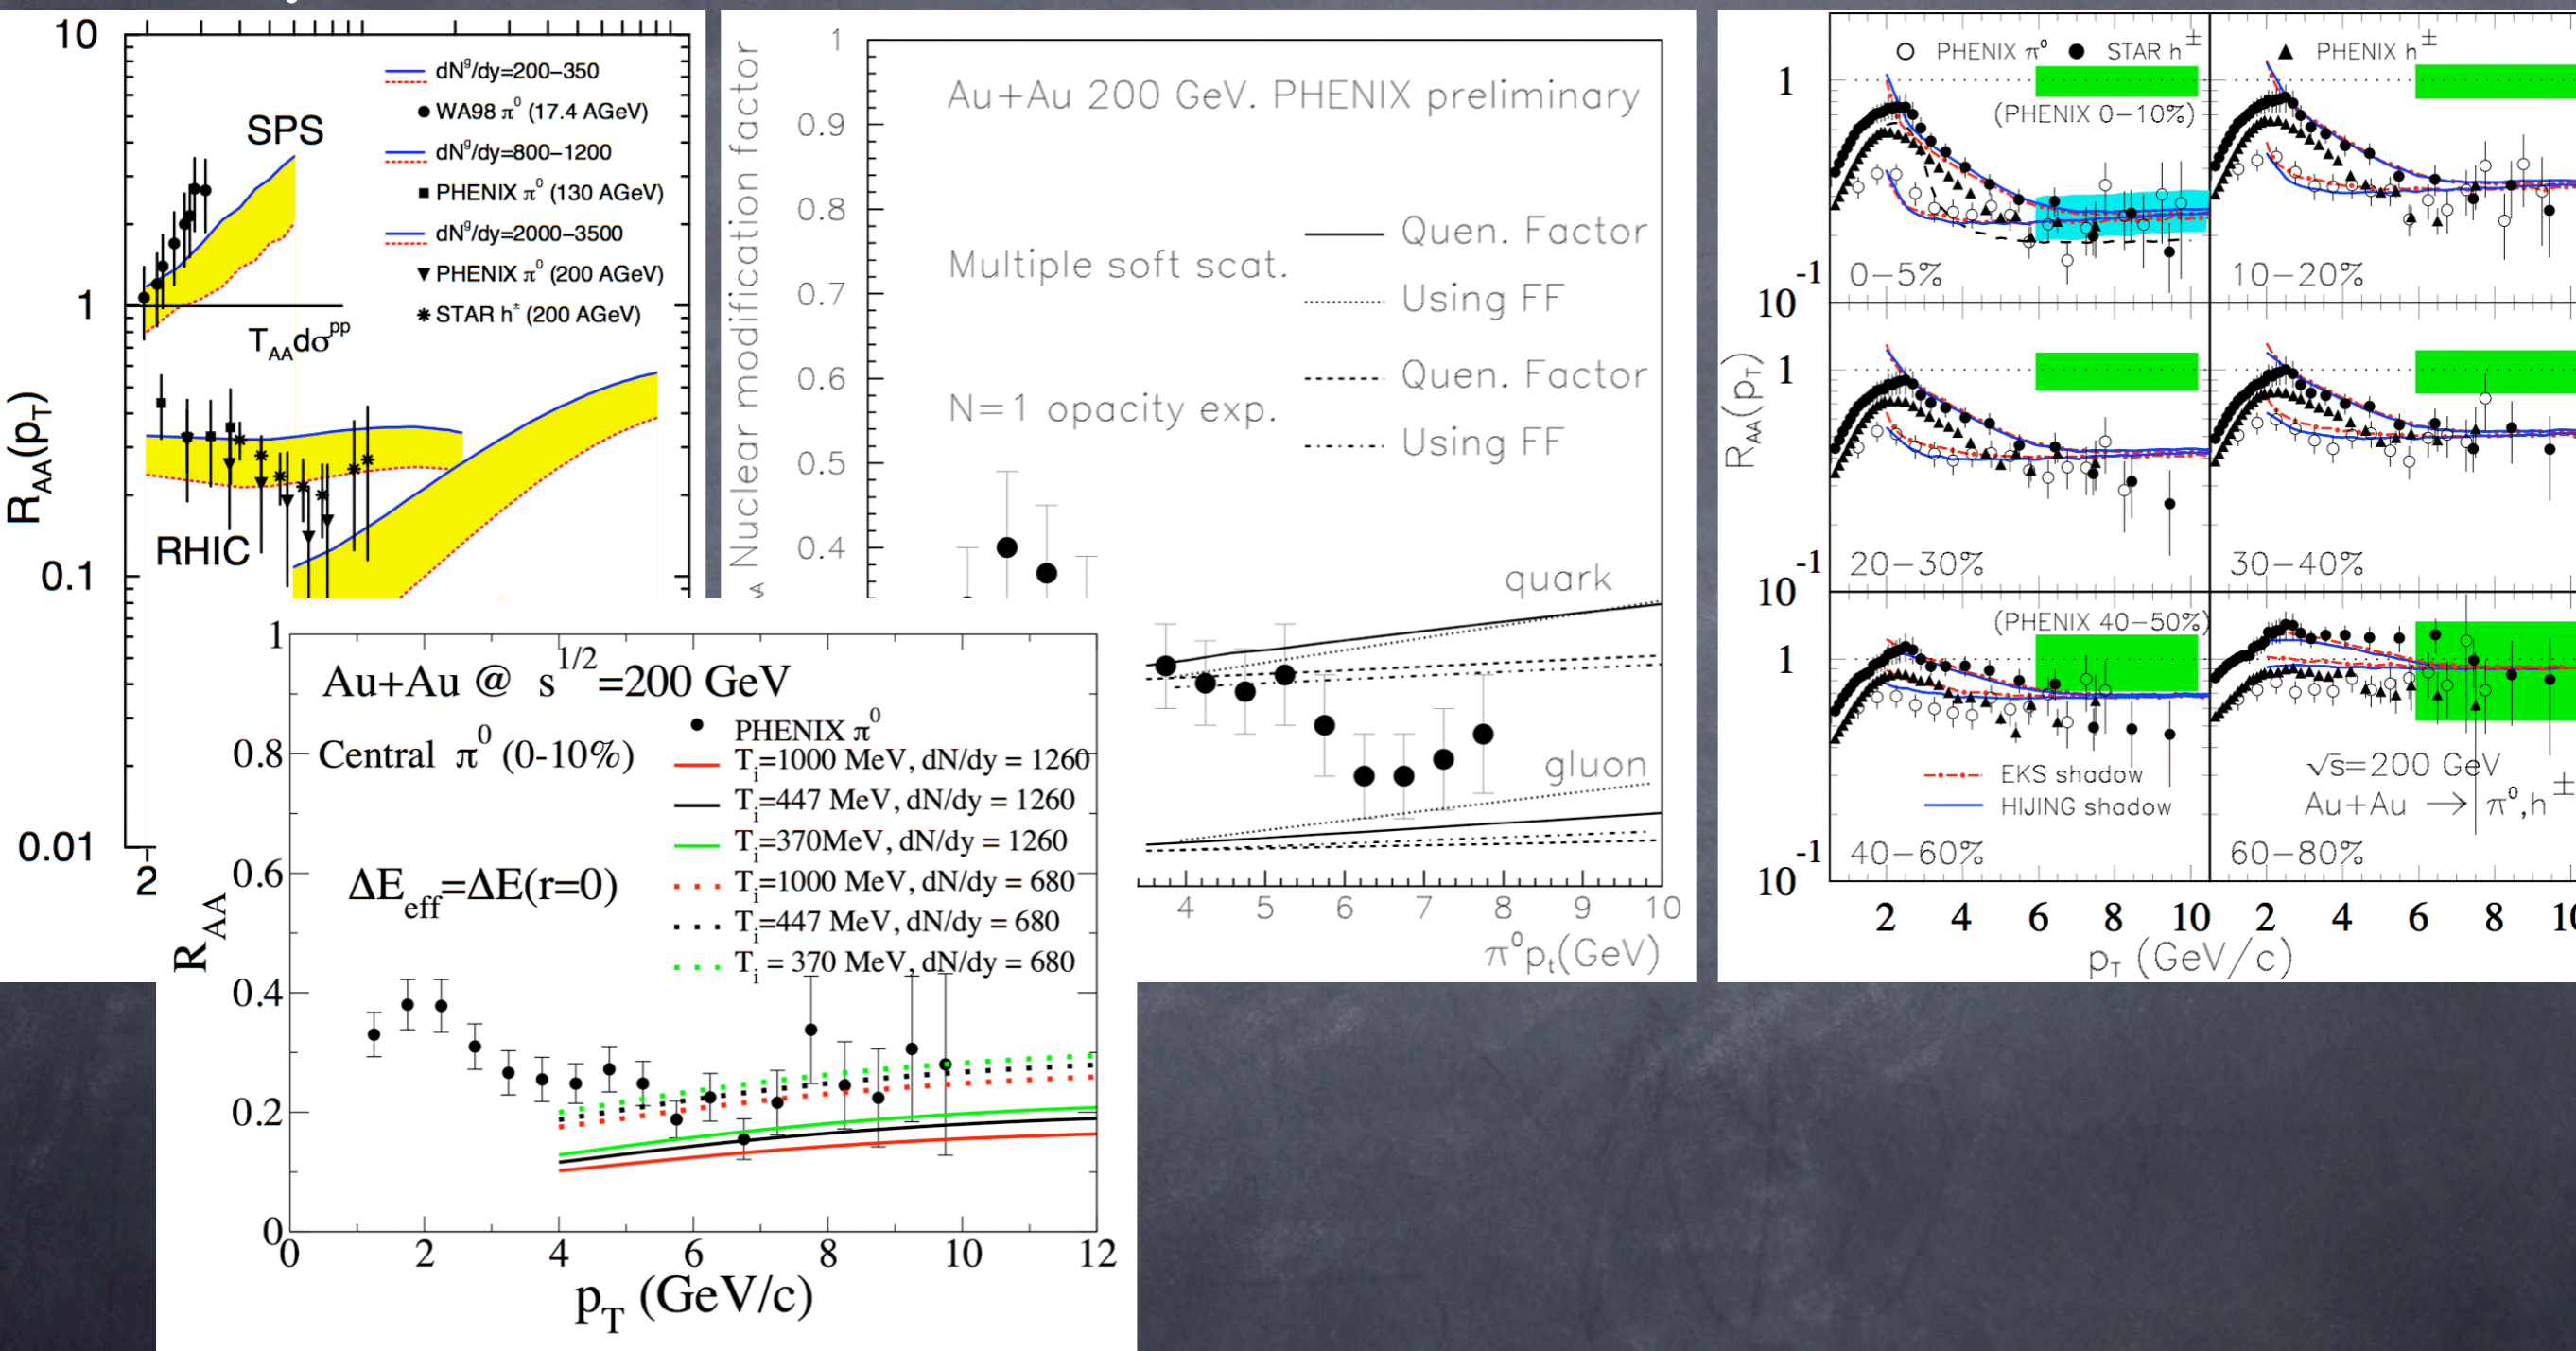 10
1
0.1
0.01
2
R_AA(p_T)
dN^g/dy=200–350
WA98 π^0 (17.4 AGeV)
dN^g/dy=800–1200
PHENIX π^0 (130 AGeV)
dN^g/dy=2000–3500
PHENIX π^0 (200 AGeV)
STAR h^± (200 AGeV)
SPS
T_AA dσ^pp
RHIC
Nuclear modification factor
1
0.9
0.8
0.7
0.6
0.5
0.4
Au+Au 200 GeV. PHENIX preliminary
Multiple soft scat.
Quen. Factor
Using FF
N=1 opacity exp.
Quen. Factor
Using FF
quark
gluon
4 5 6 7 8 9 10
π^0 p_t(GeV)
R_AA
1
0.8
0.6
0.4
0.2
0
Au+Au @ s^1/2=200 GeV
Central π^0 (0-10%)
ΔE_eff=ΔE(r=0)
PHENIX π^0
T_i=1000 MeV, dN/dy = 1260
T_i=447 MeV, dN/dy = 1260
T_i=370MeV, dN/dy = 1260
T_i=1000 MeV, dN/dy = 680
T_i=447 MeV, dN/dy = 680
T_i = 370 MeV, dN/dy = 680
0 2 4 6 8 10 12
p_T (GeV/c)
R_AA(p_T)
PHENIX π^0 STAR h^± PHENIX h^±
1
(PHENIX 0–10%)
0–5% 10–20%
10^-1
1
20–30% 30–40%
10^-1
(PHENIX 40–50%)
1
EKS shadow
HIJING shadow
√s=200 GeV
Au+Au → π^0,h^±
40–60% 60–80%
10^-1
2 4 6 8 10 2 4 6 8
p_T (GeV/c)